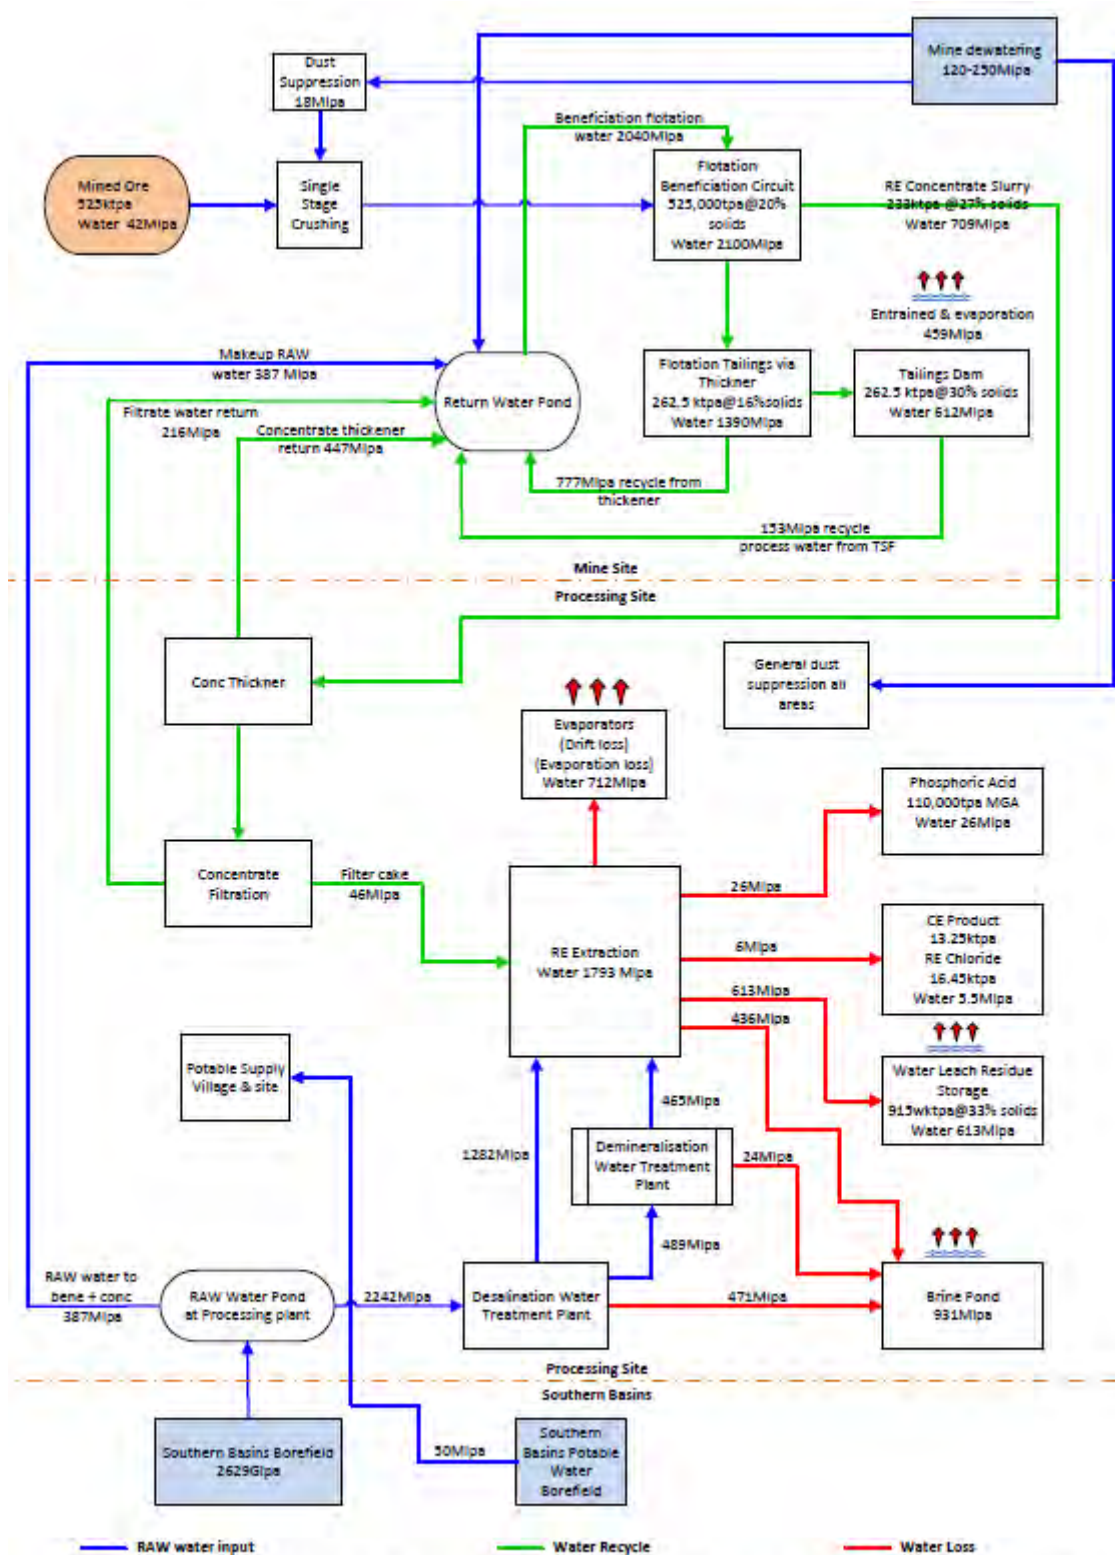 Mine dewatering
120-250Mlpa
Dust
Suppression
18Mlpa
Beneficiation flotation
water 2040Mlpa
Mined Ore
525ktpa
Water 42Mlpa
Single
Stage
Crushing
Flotation
Beneficiation Circuit
525,000tpa@20%
solids
Water 2100Mlpa
RE Concentrate Slurry
233ktpa @27% solids
Water 709Mlpa
Entrained & evaporation
459Mlpa
Makeup RAW
water 387 Mlpa
Return Water Pond
Flotation Tailings via
Thickner
262.5 ktpa@16%solids
Water 1390Mlpa
Tailings Dam
262.5 ktpa@30% solids
Water 612Mlpa
Filtrate water return
216Mlpa
Concentrate thickener
return 447Mlpa
777Mlpa recycle from
thickener
153Mlpa recycle
process water from TSF
Mine Site
Processing Site
Conc Thickner
General dust
suppression all
areas
Evaporators
(Drift loss)
(Evaporation loss)
Water 712Mlpa
Phosphoric Acid
110,000tpa MGA
Water 26Mlpa
Concentrate
Filtration
Filter cake
46Mlpa
26Mlpa
RE Extraction
Water 1793 Mlpa
6Mlpa
CE Product
13.25ktpa
RE Chloride
16.45ktpa
Water 5.5Mlpa
613Mlpa
436Mlpa
Potable Supply
Village & site
Water Leach Residue
Storage
915wktpa@33% solids
Water 613Mlpa
465Mlpa
1282Mlpa
Demineralisation
Water Treatment
Plant
24Mlpa
489Mlpa
RAW water to
bene + conc
387Mlpa
RAW Water Pond
at Processing plant
2242Mlpa
Desalination Water
Treatment Plant
471Mlpa
Brine Pond
931Mlpa
Processing Site
Southern Basins
Southern Basins Borefield
2629Glpa
50Mlpa
Southern
Basins Potable
Water
Borefield
RAW water input
Water Recycle
Water Loss